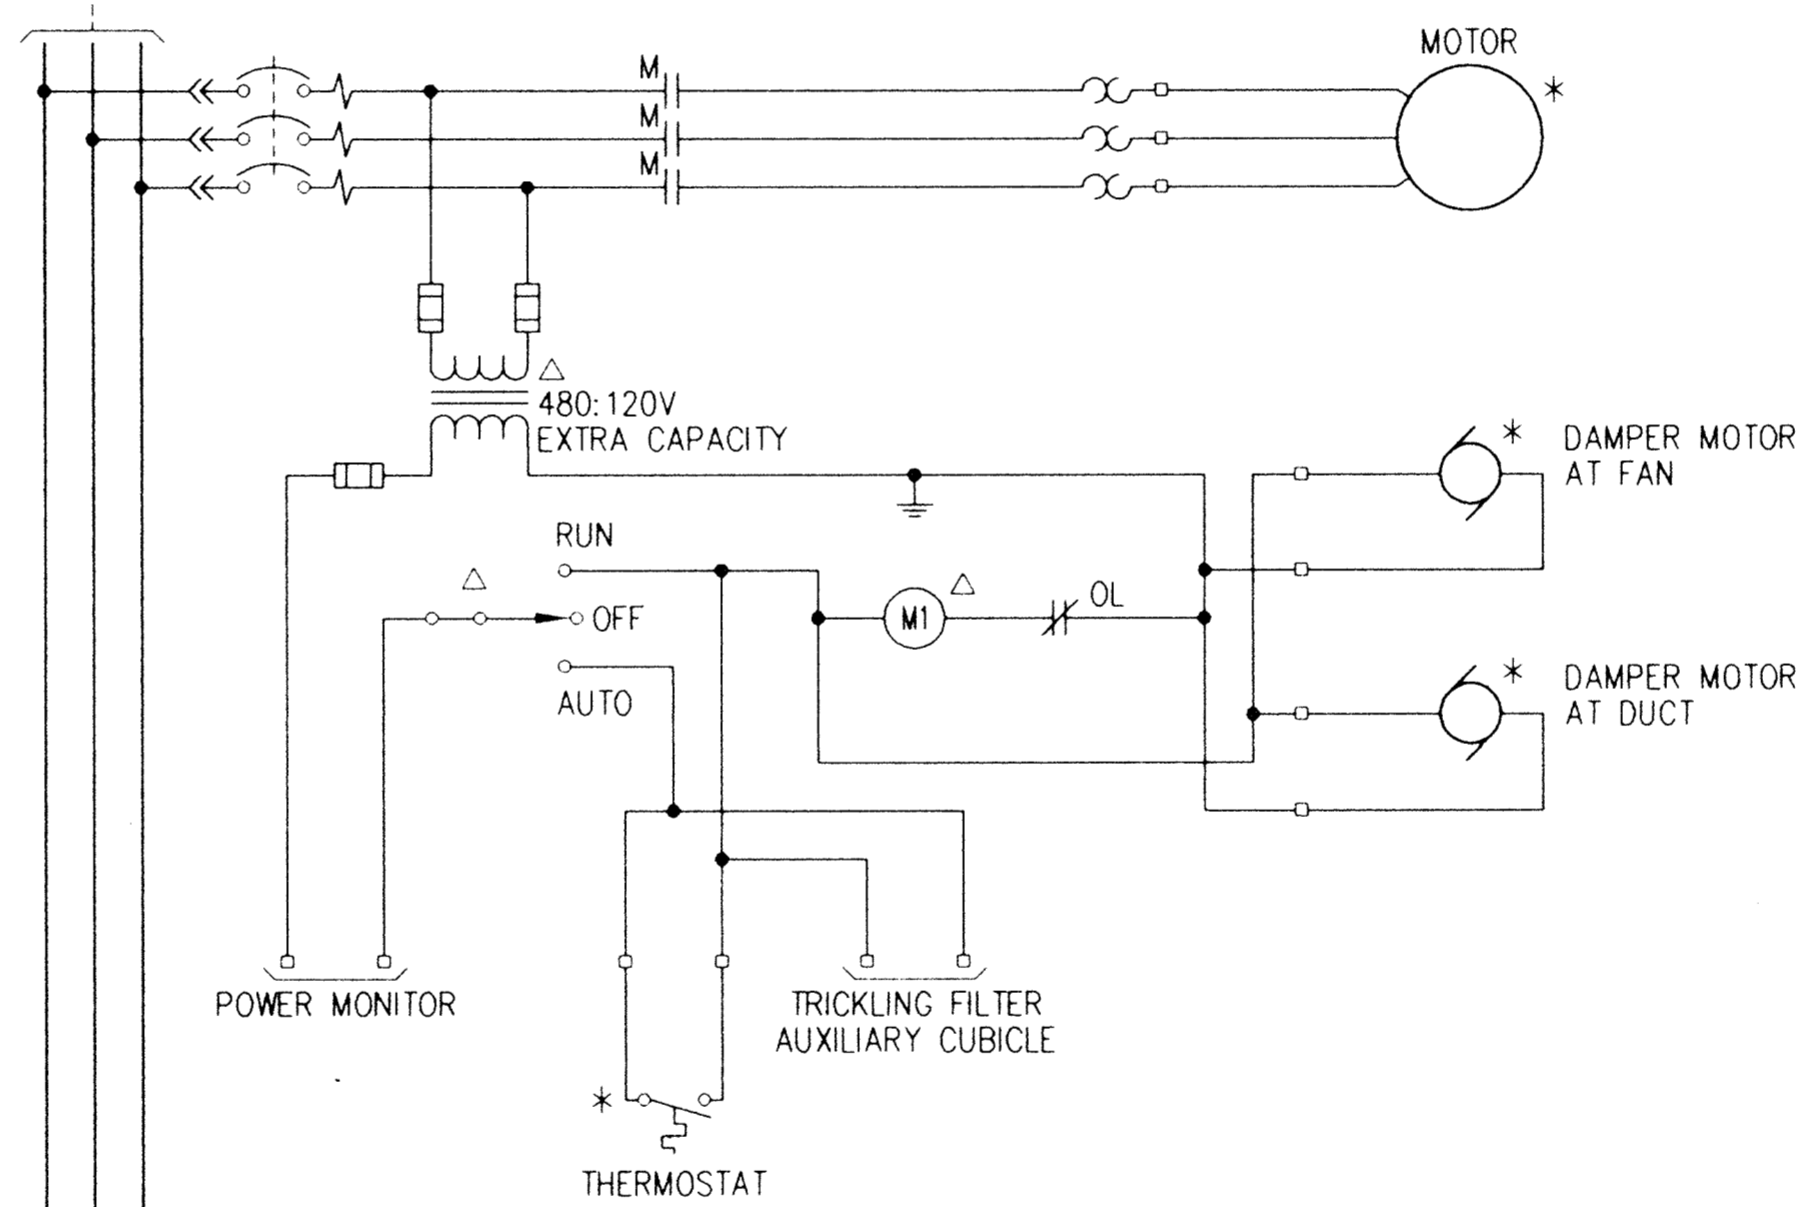 MOTOR
M
M
M
480:120V
EXTRA CAPACITY
DAMPER MOTOR
AT FAN
RUN
OFF
AUTO
M1
OL
DAMPER MOTOR
AT DUCT
POWER MONITOR
TRICKLING FILTER
AUXILIARY CUBICLE
THERMOSTAT